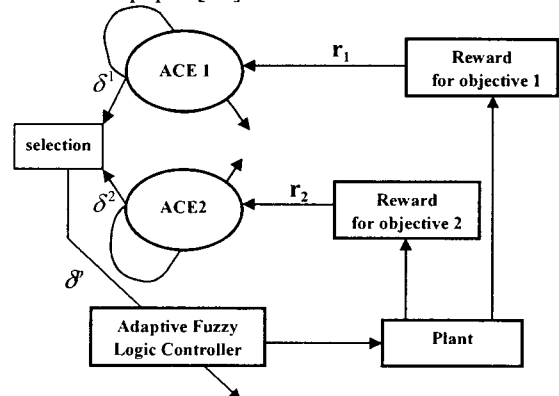 ACE 1
r1
Reward
for objective 1
δ1
selection
δ2
ACE2
r2
Reward
for objective 2
δp
Adaptive Fuzzy
Logic Controller
Plant